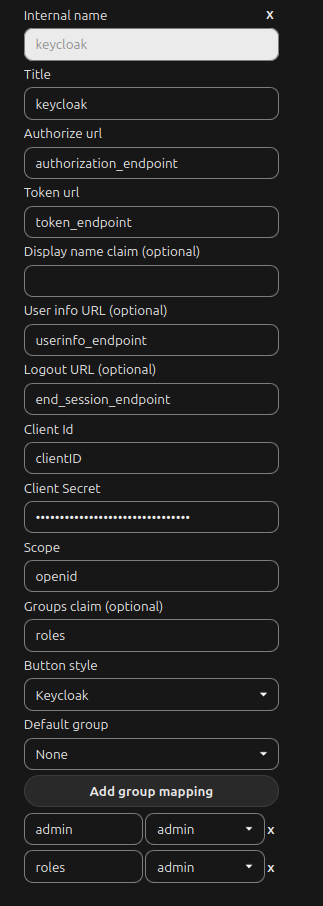 Internal name x
keycloak
Title
keycloak
Authorize url
authorization_endpoint
Token url
token_endpoint
Display name claim (optional)
User info URL (optional)
userinfo_endpoint
Logout URL (optional)
end_session_endpoint
Client Id
clientID
Client Secret
••••••••••••••••••••••••••••••••
Scope
openid
Groups claim (optional)
roles
Button style
Keycloak
Default group
None
Add group mapping
admin admin x
roles admin x